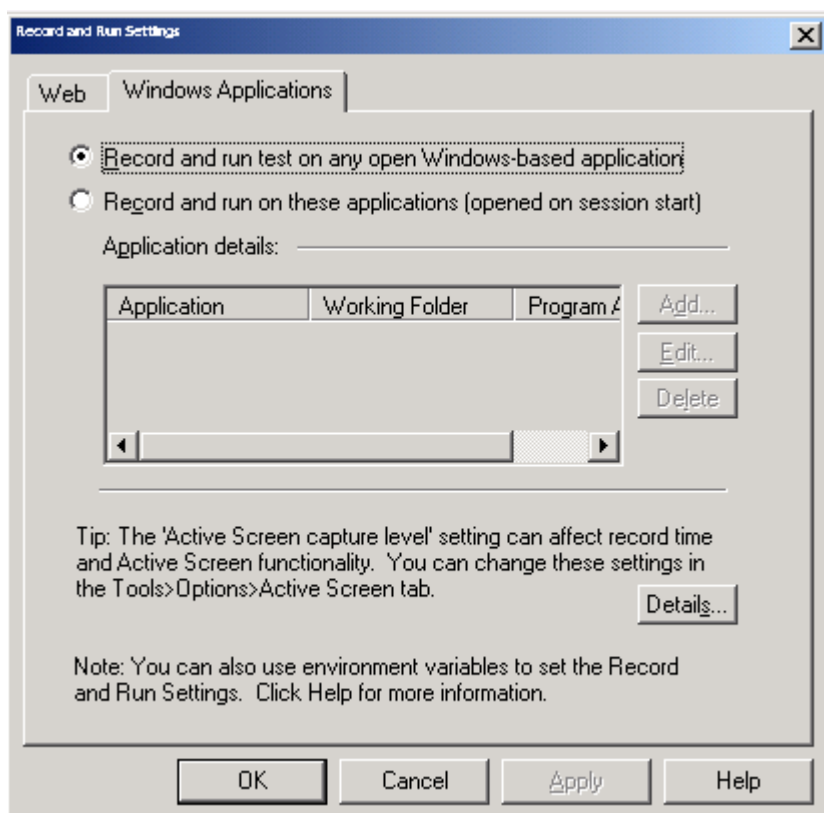 Record and Run Settings
Web
Windows Applications
Record and run test on any open Windows-based application
Record and run on these applications (opened on session start)
Application details:
Application Working Folder Program A
Add...
Edit...
Delete
Tip: The 'Active Screen capture level' setting can affect record time
and Active Screen functionality. You can change these settings in
the Tools>Options>Active Screen tab.
Details...
Note: You can also use environment variables to set the Record
and Run Settings. Click Help for more information.
OK Cancel Apply Help